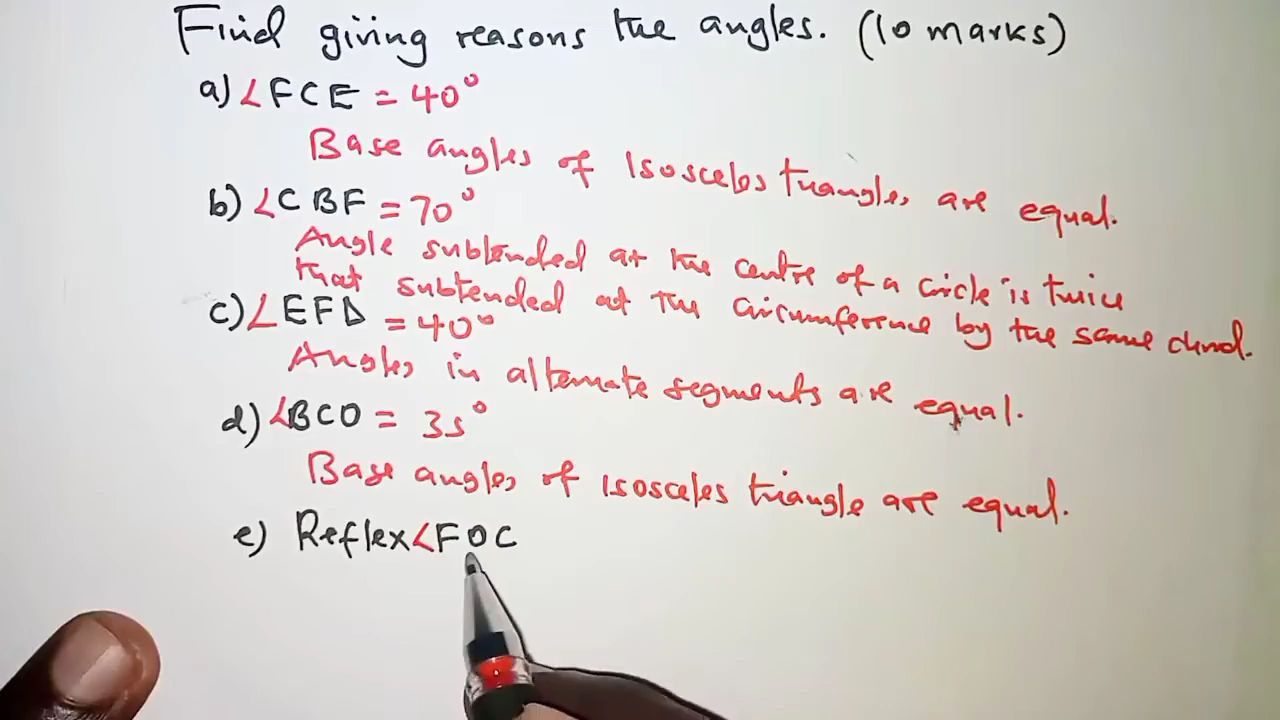 Find giving reasons the angles. (10 marks)
a) ∠FCE = 40°
Base angles of isosceles triangles are equal.
b) ∠CBF = 70°
Angle subtended at the centre of a circle is twice
that subtended at the circumference by the same chord.
c) ∠EFD = 40°
Angles in alternate segments are equal.
d) ∠BCO = 35°
Base angles of isosceles triangle are equal.
e) Reflex ∠FOC